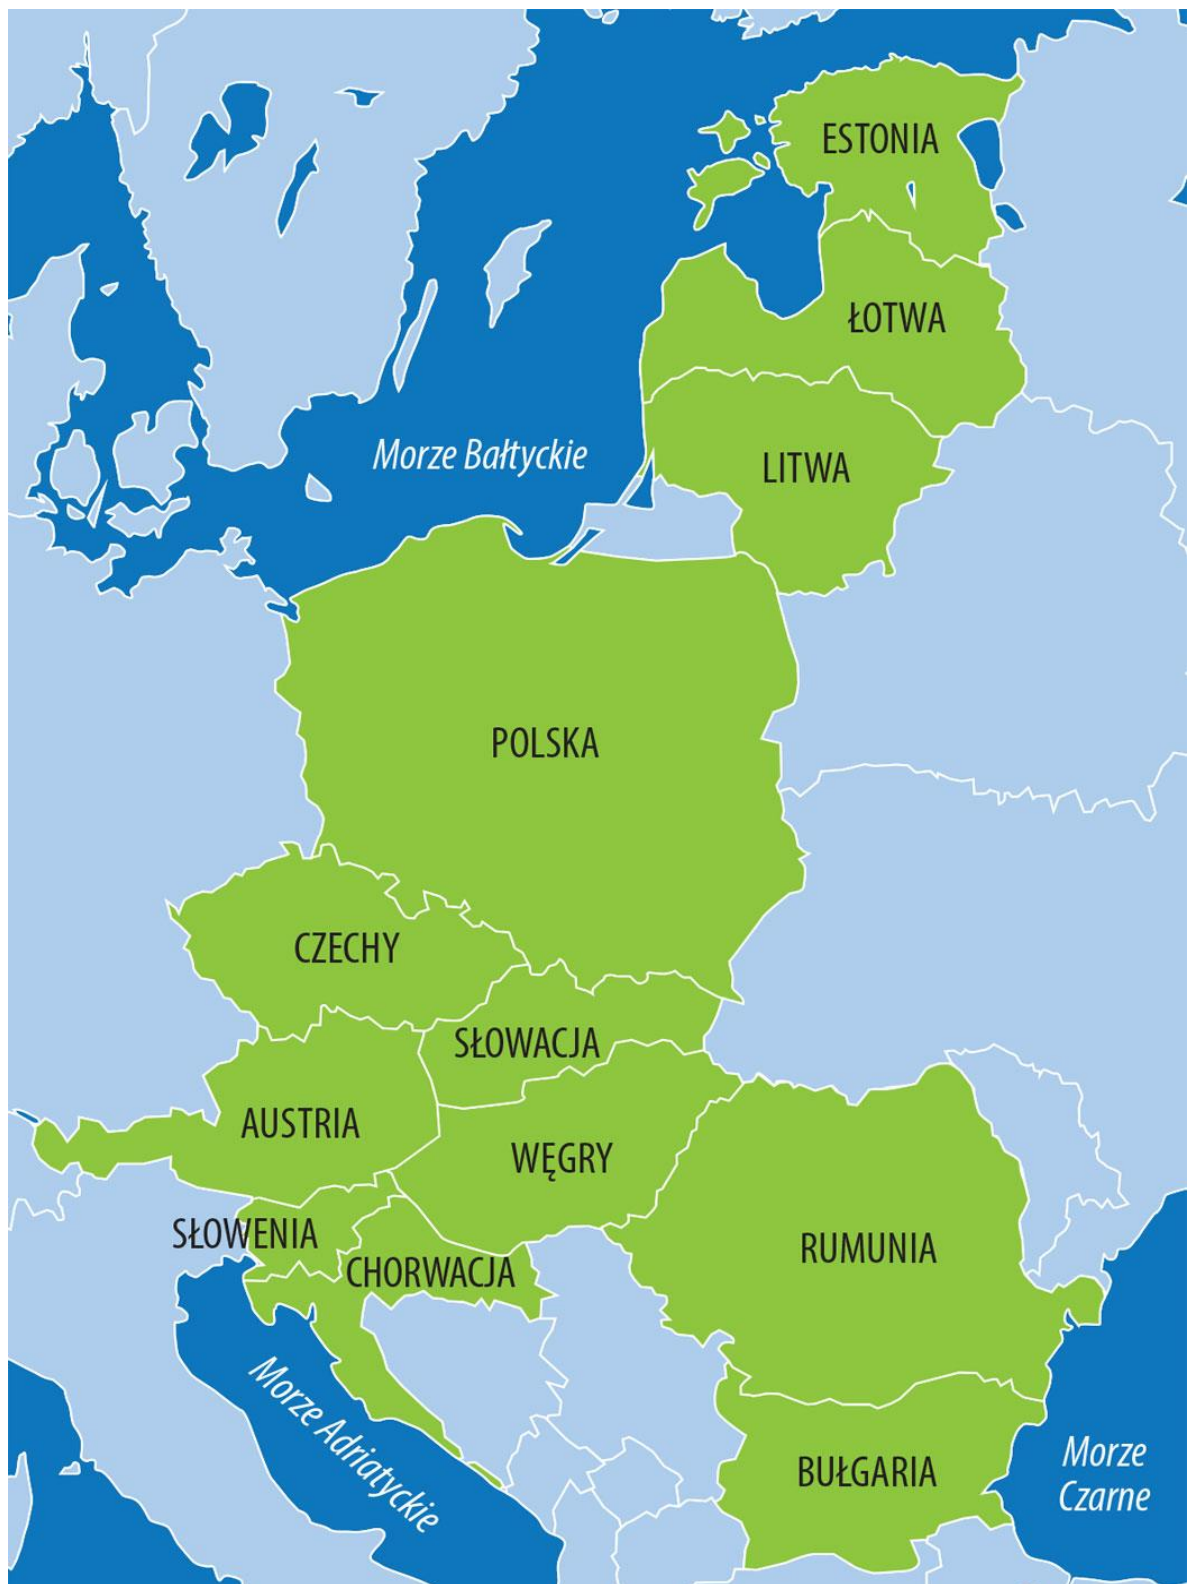 ESTONIA
ŁOTWA
Morze Bałtyckie
LITWA
POLSKA
CZECHY
SŁOWACJA
AUSTRIA
WĘGRY
SŁOWENIA
RUMUNIA
CHORWACJA
Morze Adriatyckie
BUŁGARIA
Morze
Czarne